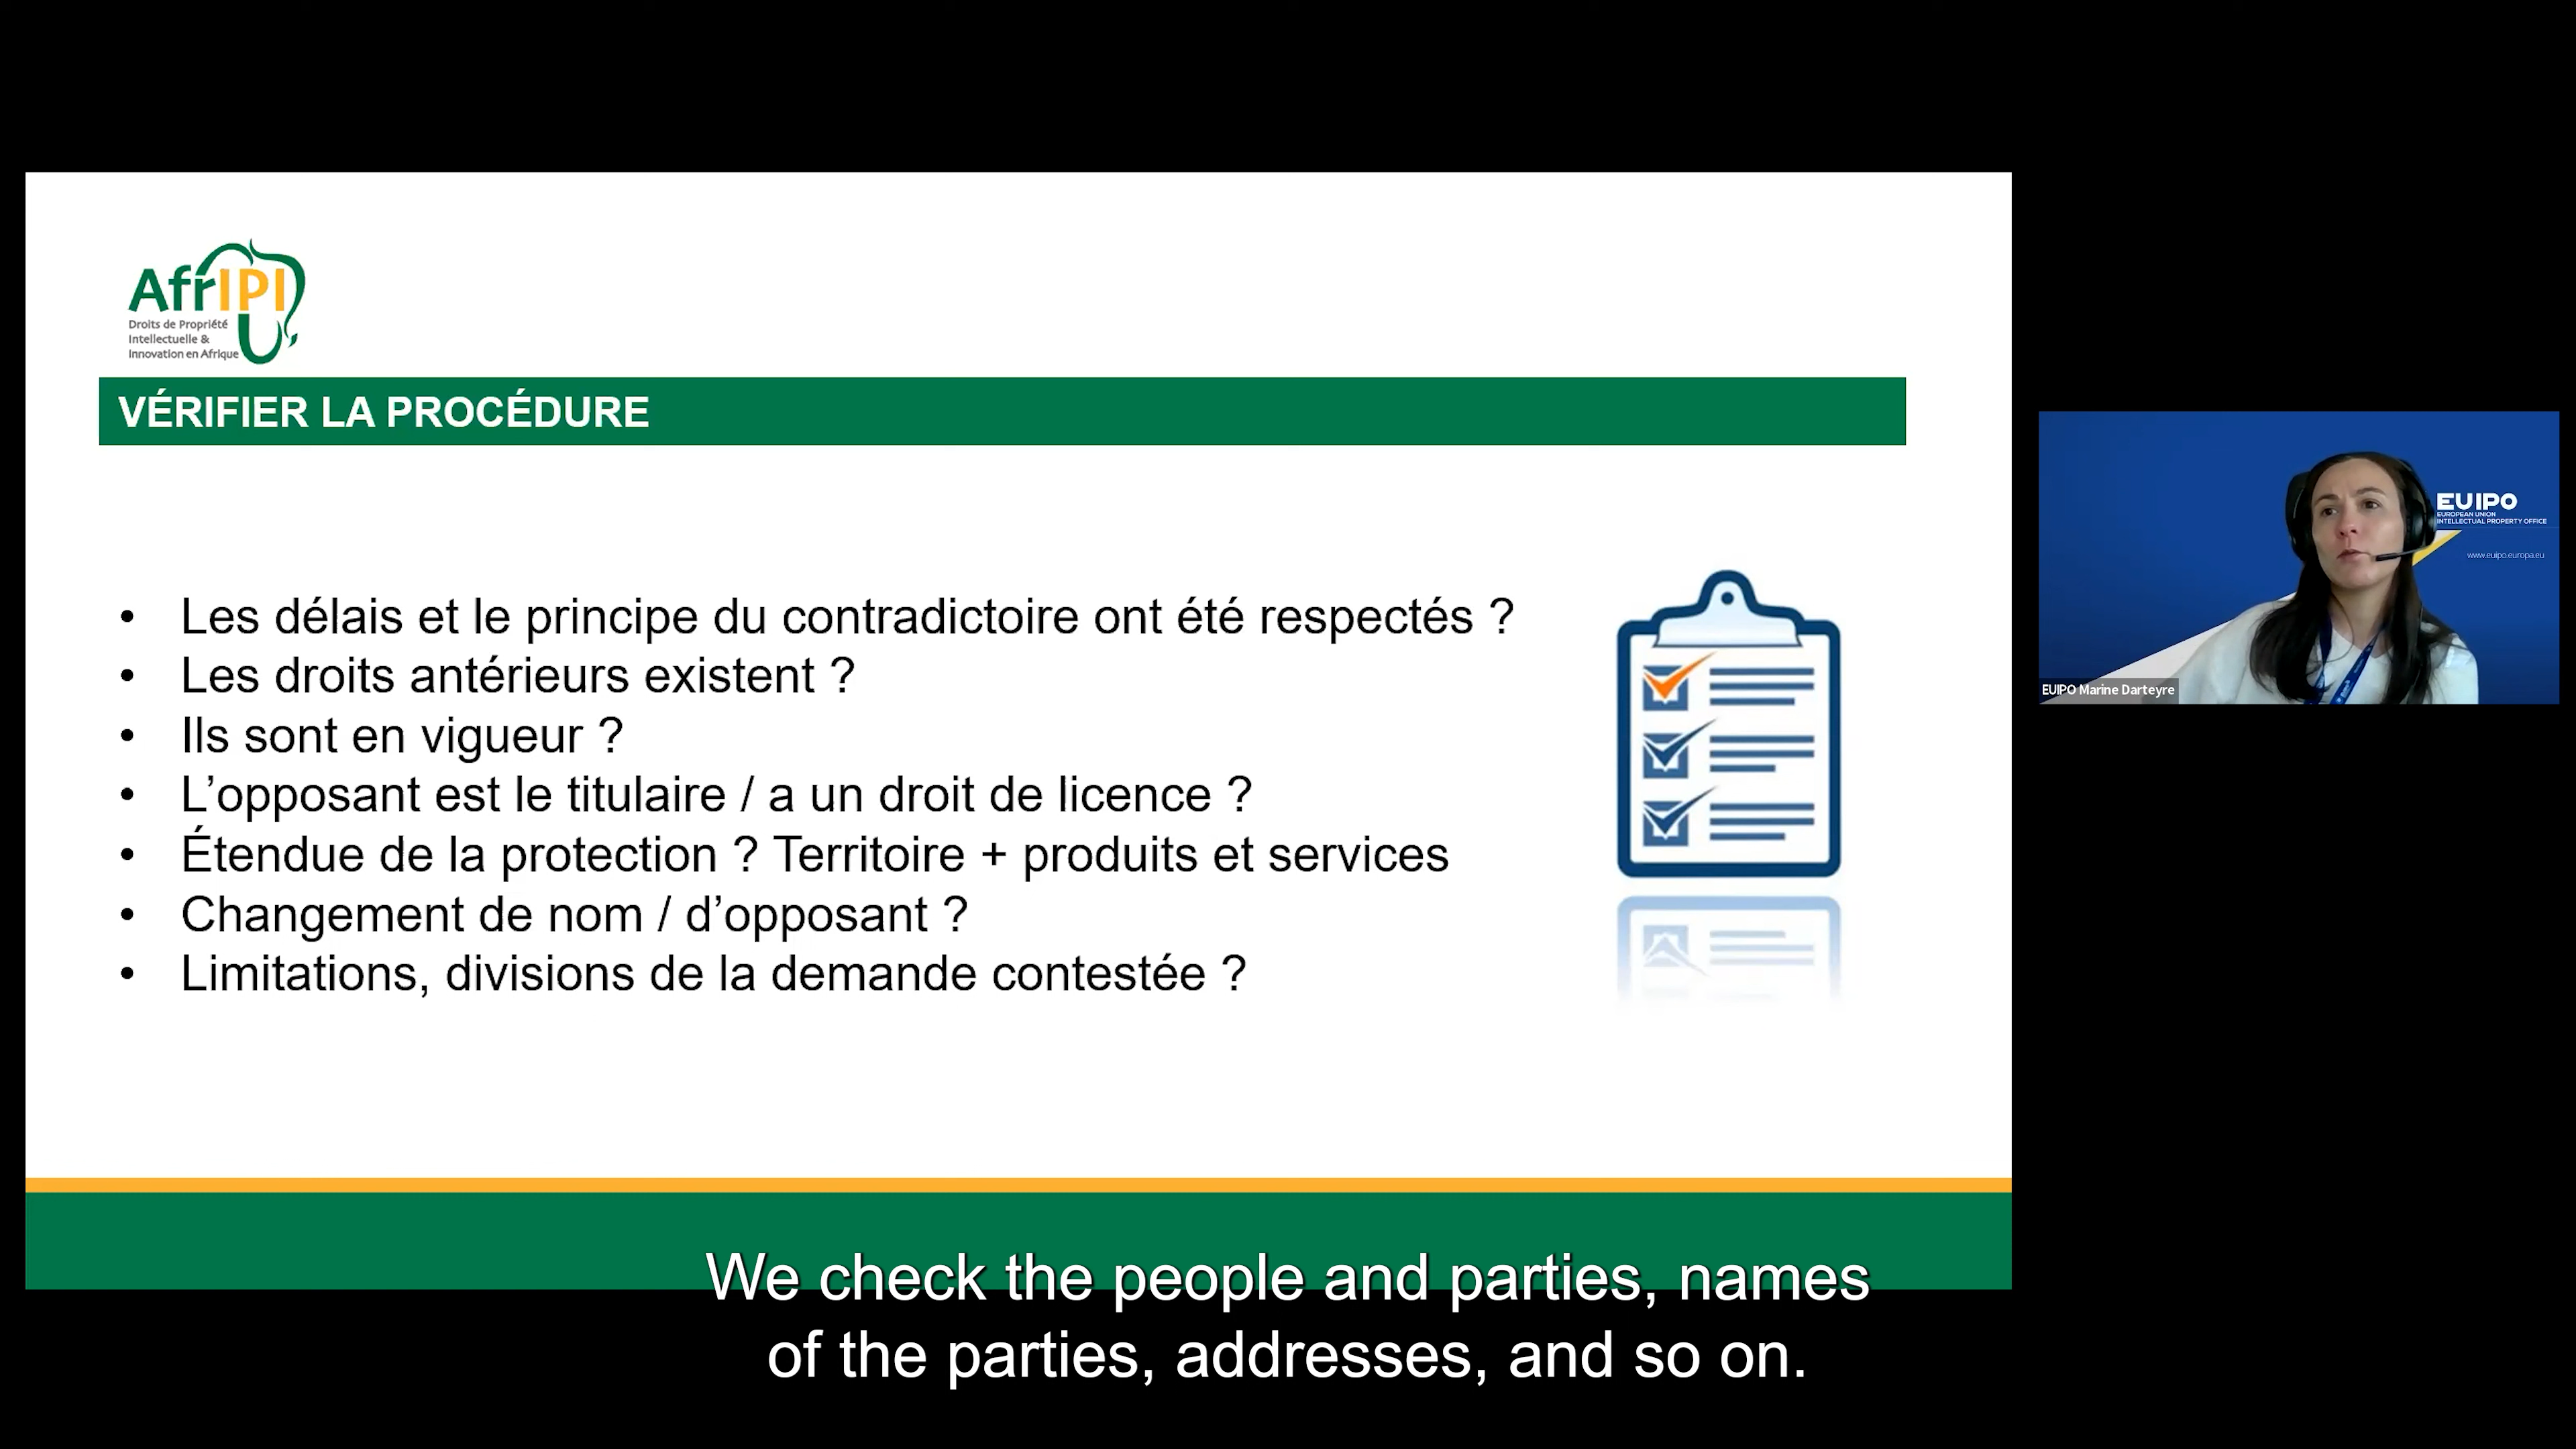 AfrIPI
Droits de Propriété
Intellectuelle &
Innovation en Afrique
VÉRIFIER LA PROCÉDURE
• Les délais et le principe du contradictoire ont été respectés ?
• Les droits antérieurs existent ?
• Ils sont en vigueur ?
• L’opposant est le titulaire / a un droit de licence ?
• Étendue de la protection ? Territoire + produits et services
• Changement de nom / d’opposant ?
• Limitations, divisions de la demande contestée ?
EUIPO
EUROPEAN UNION
INTELLECTUAL PROPERTY OFFICE
www.euipo.europa.eu
EUIPO Marine Darteyre
We check the people and parties, names
of the parties, addresses, and so on.